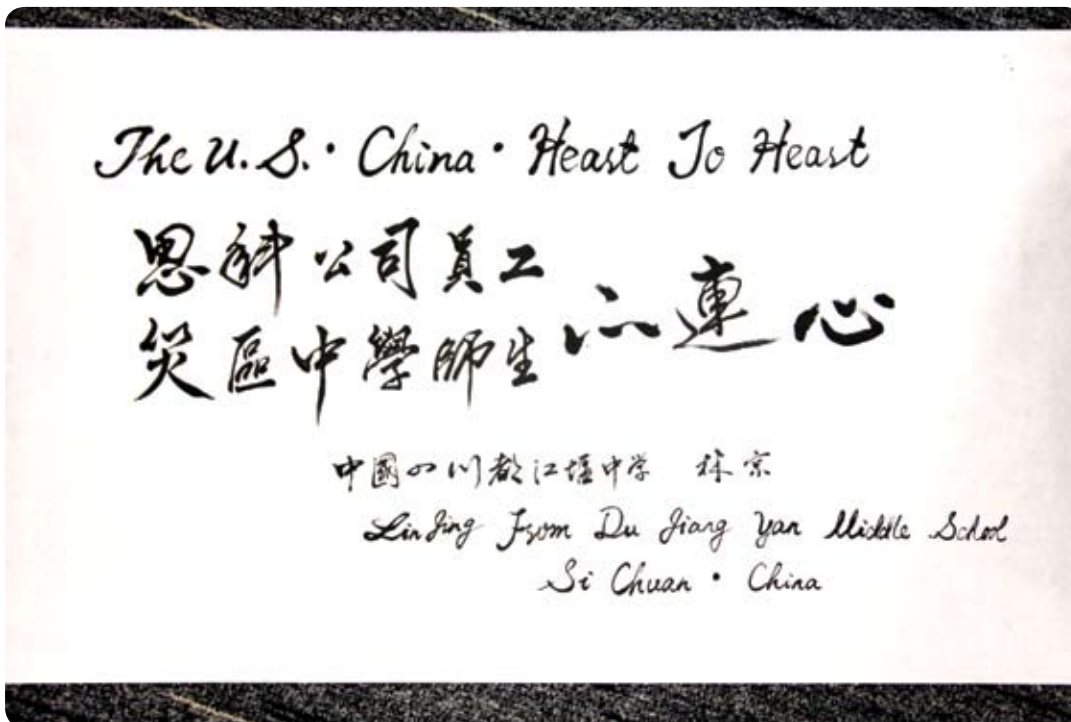 The U.S. · China · Heart To Heart
思科公司員工
災區中學師生
心連心
中國四川都江堰中学 林京
Lin Jing From Du Jiang Yan Middle School
Si Chuan · China